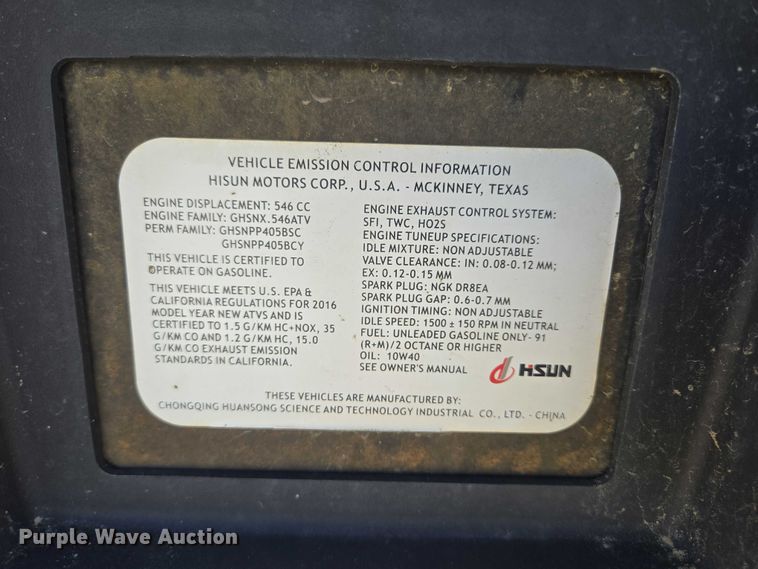 VEHICLE EMISSION CONTROL INFORMATION
HISUN MOTORS CORP., U.S.A. - MCKINNEY, TEXAS
ENGINE DISPLACEMENT: 546 CC
ENGINE FAMILY: GHSNX.546ATV
PERM FAMILY: GHSNPP405BSC
GHSNPP405BCY
THIS VEHICLE IS CERTIFIED TO
OPERATE ON GASOLINE.
THIS VEHICLE MEETS U.S. EPA &
CALIFORNIA REGULATIONS FOR 2016
MODEL YEAR NEW ATVS AND IS
CERTIFIED TO 1.5 G/KM HC+NOX, 35
G/KM CO AND 1.2 G/KM HC, 15.0
G/KM CO EXHAUST EMISSION
STANDARDS IN CALIFORNIA.
ENGINE EXHAUST CONTROL SYSTEM:
SFI, TWC, HO2S
ENGINE TUNEUP SPECIFICATIONS:
IDLE MIXTURE: NON ADJUSTABLE
VALVE CLEARANCE: IN: 0.08-0.12 MM;
EX: 0.12-0.15 MM
SPARK PLUG: NGK DR8EA
SPARK PLUG GAP: 0.6-0.7 MM
IGNITION TIMING: NON ADJUSTABLE
IDLE SPEED: 1500 ± 150 RPM IN NEUTRAL
FUEL: UNLEADED GASOLINE ONLY- 91
(R+M)/2 OCTANE OR HIGHER
OIL: 10W40
SEE OWNER'S MANUAL
HSUN
THESE VEHICLES ARE MANUFACTURED BY:
CHONGQING HUANSONG SCIENCE AND TECHNOLOGY INDUSTRIAL CO., LTD. - CHINA
Purple Wave Auction